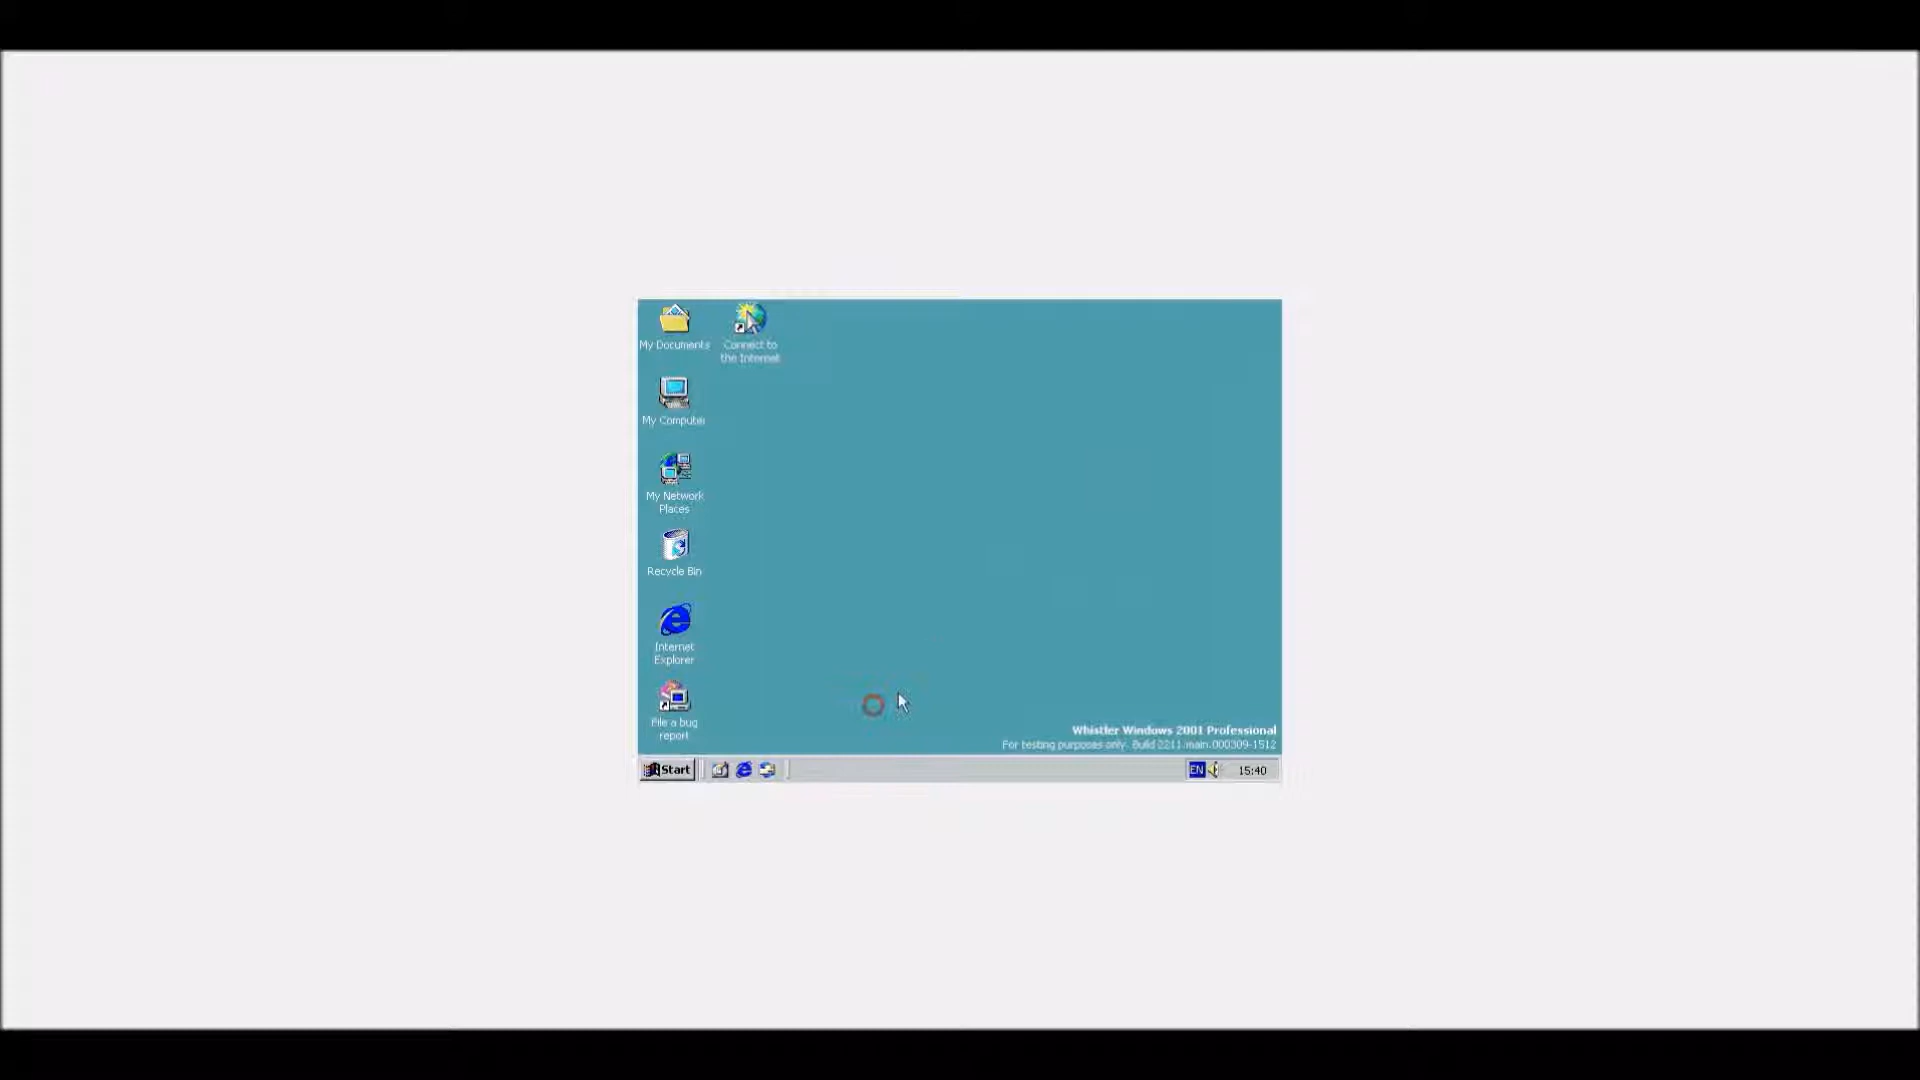 My Documents
Connect to
the Internet
My Computer
My Network
Places
Recycle Bin
Internet
Explorer
File a bug
report
Whistler Windows 2001 Professional
For testing purposes only. Build 2211.main.000309-1512
Start
EN
15:40